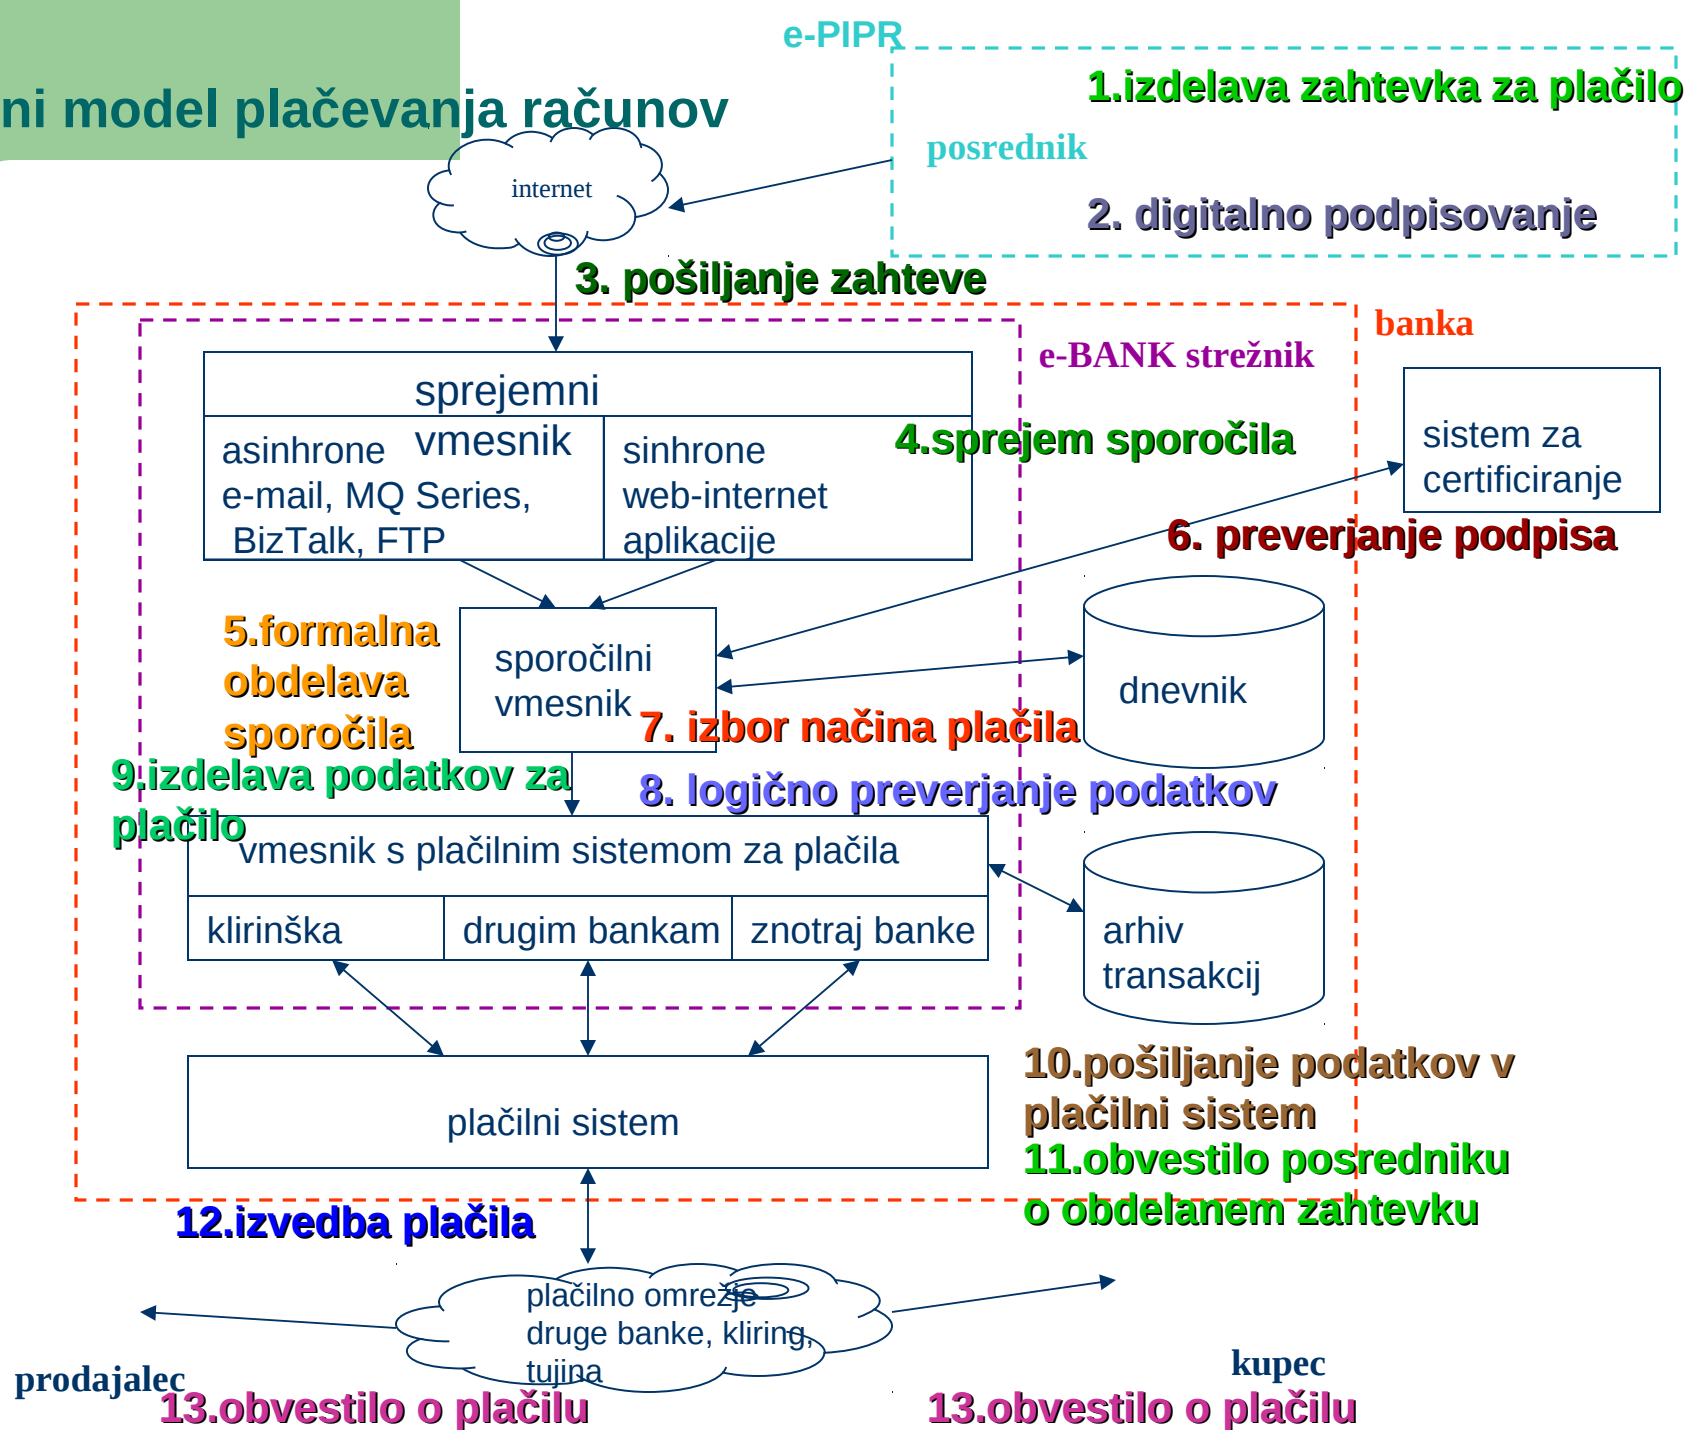 e-PIPR
ni model plačevanja računov
1.izdelava zahtevka za plačilo
posrednik
internet
2. digitalno podpisovanje
3. pošiljanje zahteve
banka
e-BANK strežnik
sprejemni
vmesnik
asinhrone
e-mail, MQ Series,
BizTalk, FTP
sinhrone
web-internet
aplikacije
4.sprejem sporočila
sistem za
certificiranje
6. preverjanje podpisa
5.formalna
obdelava
sporočila
sporočilni
vmesnik
dnevnik
7. izbor načina plačila
9.izdelava podatkov za
plačilo
8. logično preverjanje podatkov
vmesnik s plačilnim sistemom za plačila
klirinška
drugim bankam
znotraj banke
arhiv
transakcij
10.pošiljanje podatkov v
plačilni sistem
plačilni sistem
11.obvestilo posredniku
o obdelanem zahtevku
12.izvedba plačila
plačilno omrežje
druge banke, kliring,
tujina
prodajalec
kupec
13.obvestilo o plačilu
13.obvestilo o plačilu